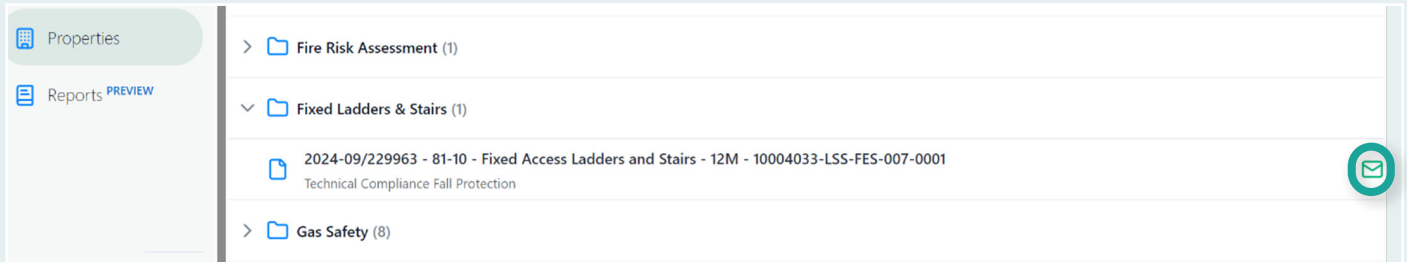 Properties
Reports PREVIEW
Fire Risk Assessment (1)
Fixed Ladders & Stairs (1)
2024-09/229963 - 81-10 - Fixed Access Ladders and Stairs - 12M - 10004033-LSS-FES-007-0001
Technical Compliance Fall Protection
Gas Safety (8)